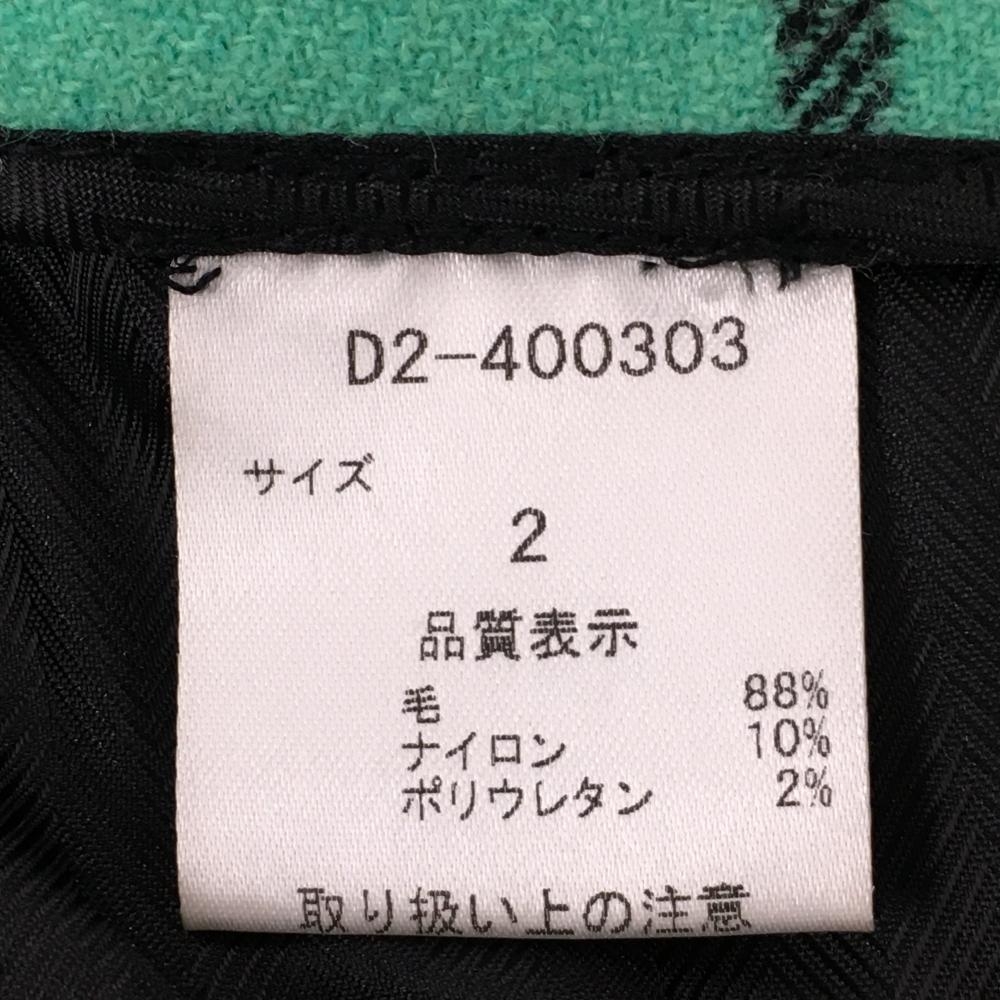 D2-400303
サイズ
2
品質表示
毛 88%
ナイロン 10%
ポリウレタン 2%
取り扱い上の注意